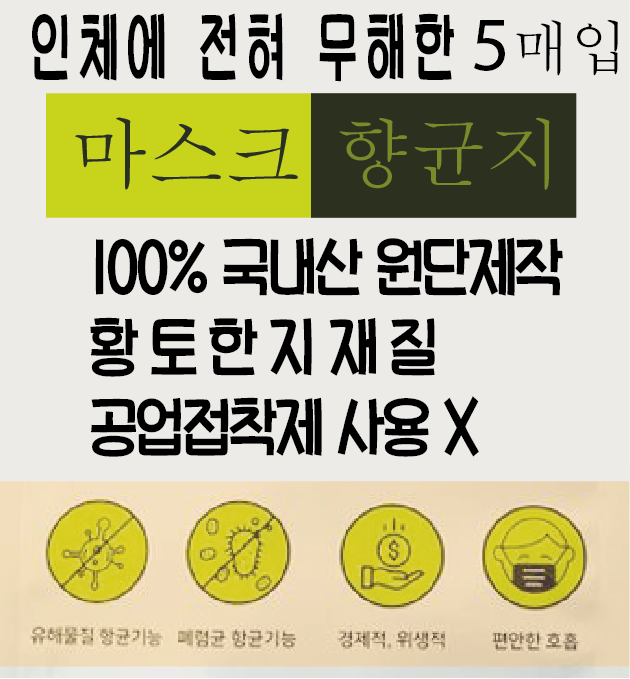 인체에 전혀 무해한 5매입
마스크 향균지
100% 국내산 원단제작
황토한지재질
공업접착제 사용 X
유해물질 항균기능 폐렴균 항균기능 경제적, 위생적 편안한 호흡